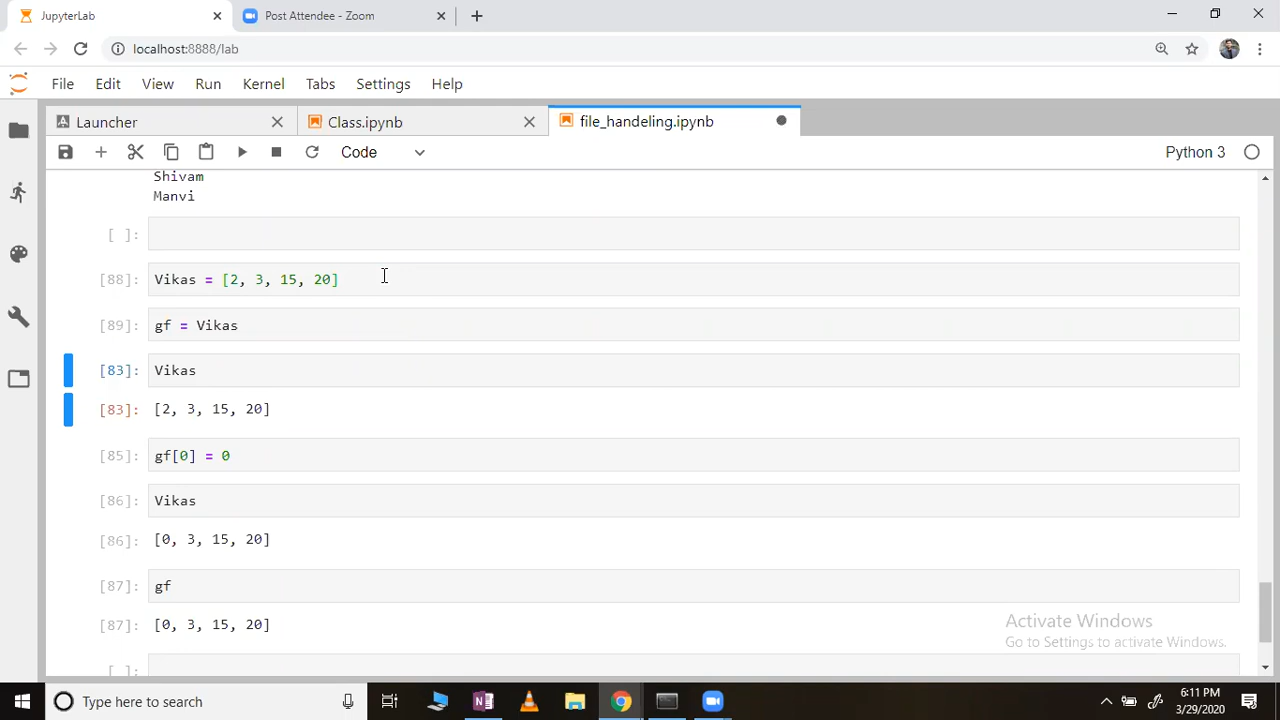 JupyterLab
Post Attendee - Zoom
localhost:8888/lab
File Edit View Run Kernel Tabs Settings Help
Launcher
Class.ipynb
file_handeling.ipynb
Code
Python 3
Shivam
Manvi
[ ]:
[88]: Vikas = [2, 3, 15, 20]
[89]: gf = Vikas
[83]: Vikas
[83]: [2, 3, 15, 20]
[85]: gf[0] = 0
[86]: Vikas
[86]: [0, 3, 15, 20]
[87]: gf
[87]: [0, 3, 15, 20]
[ ]:
Activate Windows
Go to Settings to activate Windows.
Type here to search
6:11 PM
3/29/2020